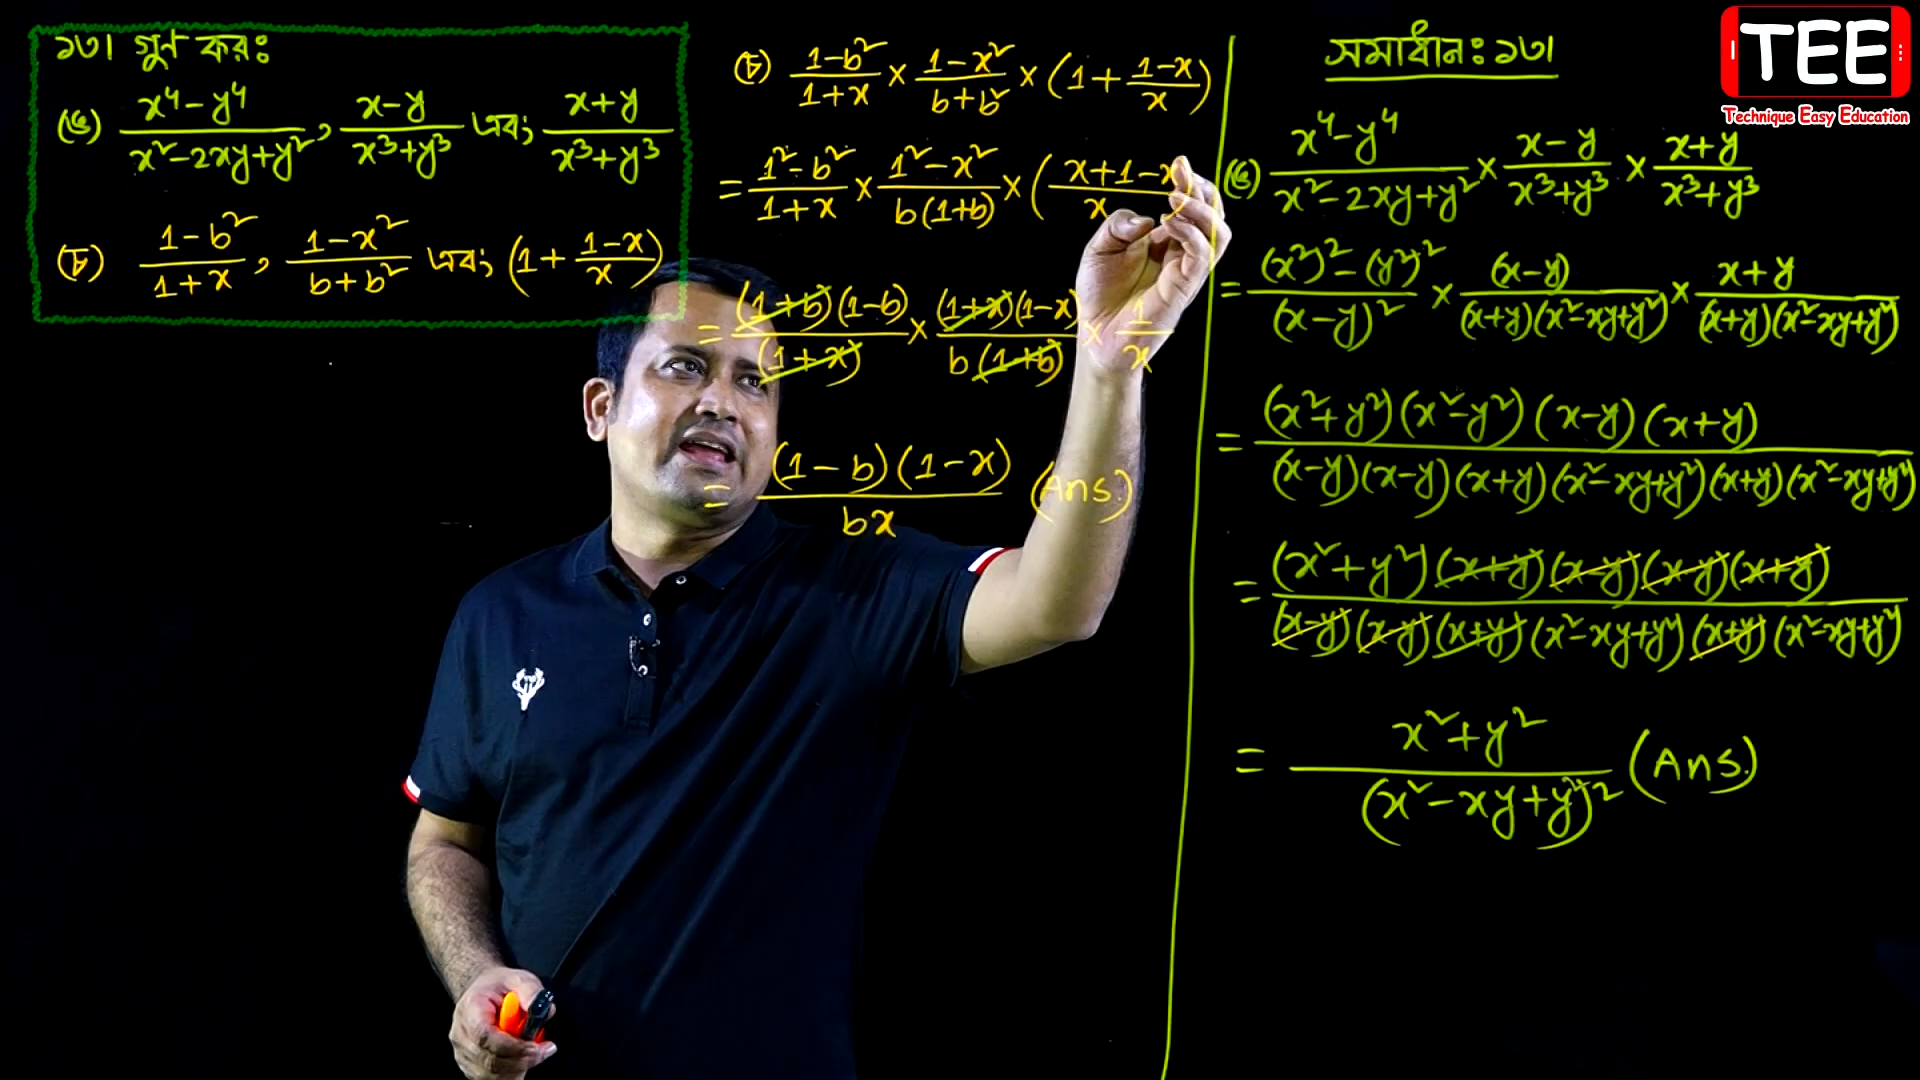 ১৩। গুণ করঃ
(ঙ) x⁴-y⁴/x²-2xy+y², x-y/x³+y³ এবং x+y/x³+y³
(চ) 1-b²/1+x, 1-x²/b+b² এবং (1+ 1-x/x)
(চ) 1-b²/1+x × 1-x²/b+b² × (1+ 1-x/x)
= 1²-b²/1+x × 1²-x²/b(1+b) × (x+1-x/x)
= (1+b)(1-b)/(1+x) × (1+x)(1-x)/b(1+b) × 1/x
= (1-b)(1-x)/bx (Ans.)
সমাধানঃ ১৩।
(ঙ) x⁴-y⁴/x²-2xy+y² × x-y/x³+y³ × x+y/x³+y³
= (x²)²-(y²)²/(x-y)² × (x-y)/(x+y)(x²-xy+y²) × x+y/(x+y)(x²-xy+y²)
= (x²+y²)(x²-y²)(x-y)(x+y)/(x-y)(x-y)(x+y)(x²-xy+y²)(x+y)(x²-xy+y²)
= (x²+y²)(x+y)(x-y)(x-y)(x+y)/(x-y)(x-y)(x+y)(x²-xy+y²)(x+y)(x²-xy+y²)
= x²+y²/(x²-xy+y²)² (Ans.)
TEE
Technique Easy Education